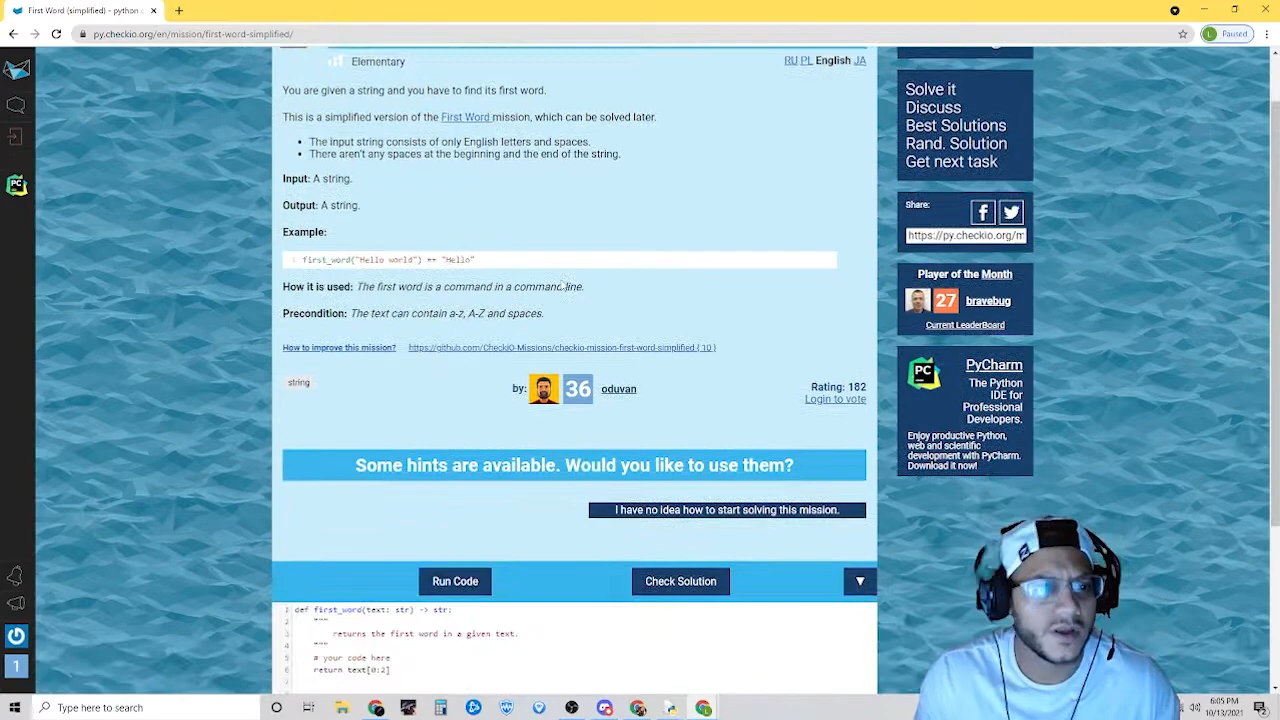 First Word (simplified) - python c
py.checkio.org/en/mission/first-word-simplified/
L Paused
Elementary
RU PL English JA
You are given a string and you have to find its first word.
This is a simplified version of the First Word mission, which can be solved later.
• The input string consists of only English letters and spaces.
• There aren't any spaces at the beginning and the end of the string.
Input: A string.
Output: A string.
Example:
1 first_word("Hello world") == "Hello"
How it is used: The first word is a command in a command line.
Precondition: The text can contain a-z, A-Z and spaces.
How to improve this mission? https://github.com/CheckiO-Missions/checkio-mission-first-word-simplified { 10 }
string
by: 36 oduvan
Rating: 182
Login to vote
Some hints are available. Would you like to use them?
I have no idea how to start solving this mission.
Run Code
Check Solution
1 def first_word(text: str) -> str:
2 """
3 returns the first word in a given text.
4 """
5 # your code here
6 return text[0:2]
7
Solve it
Discuss
Best Solutions
Rand. Solution
Get next task
Share:
https://py.checkio.org/m
Player of the Month
27 bravebug
Current LeaderBoard
PC
PyCharm
The Python
IDE for
Professional
Developers.
Enjoy productive Python,
web and scientific
development with PyCharm.
Download it now!
1
Type here to search
6:05 PM
10/13/2021
2